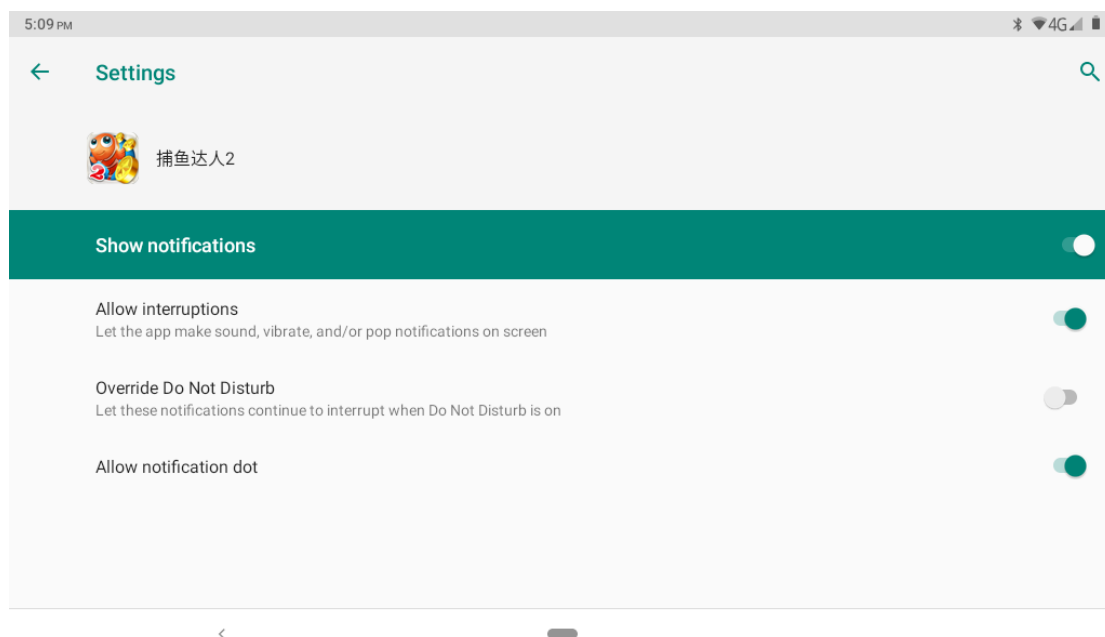 5:09 PM
4G
Settings
捕鱼达人2
2
Show notifications
Allow interruptions
Let the app make sound, vibrate, and/or pop notifications on screen
Override Do Not Disturb
Let these notifications continue to interrupt when Do Not Disturb is on
Allow notification dot